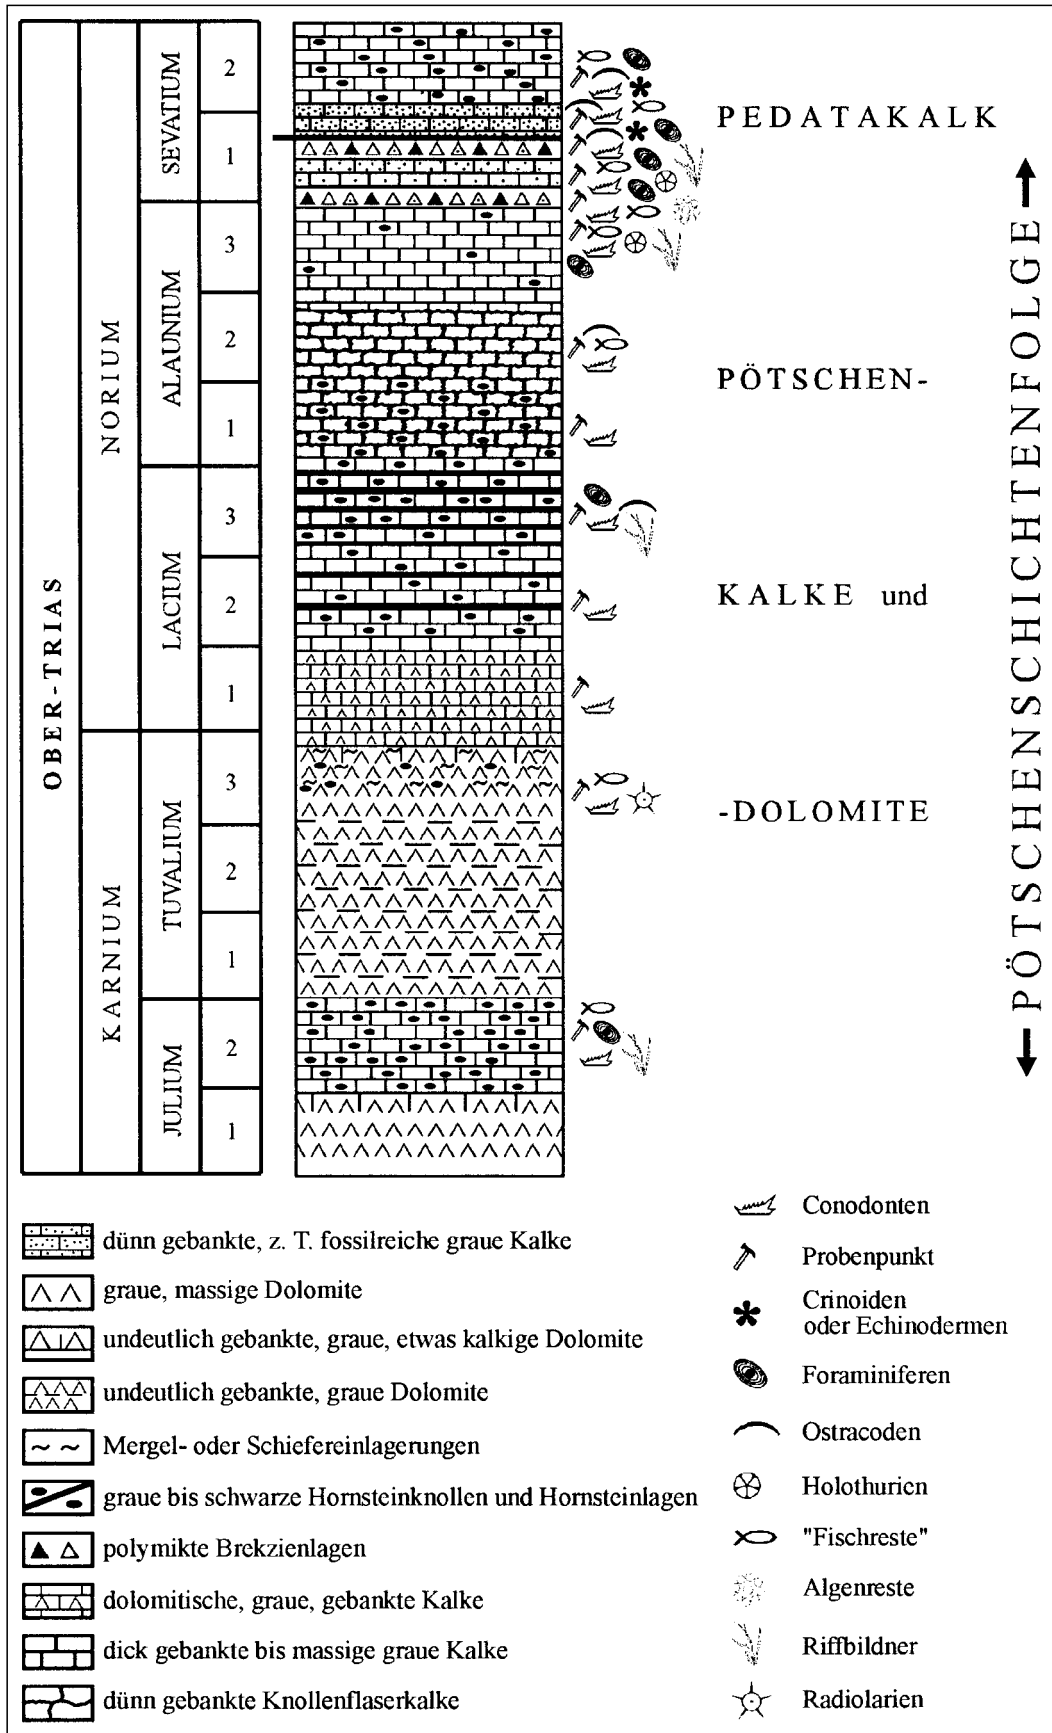 OBER-TRIAS
NORIUM
KARNIUM
SEVATIUM
ALAUNIUM
LACIUM
TUVALIUM
JULIUM
2
1
3
2
1
3
2
1
3
2
1
2
1
PEDATAKALK
PÖTSCHEN-
KALKE und
-DOLOMITE
PÖTSCHENSCHICHTENFOLGE
dünn gebankte, z. T. fossilreiche graue Kalke
graue, massige Dolomite
undeutlich gebankte, graue, etwas kalkige Dolomite
undeutlich gebankte, graue Dolomite
Mergel- oder Schiefereinlagerungen
graue bis schwarze Hornsteinknollen und Hornsteinlagen
polymikte Brekzienlagen
dolomitische, graue, gebankte Kalke
dick gebankte bis massige graue Kalke
dünn gebankte Knollenflaserkalke
Conodonten
Probenpunkt
Crinoiden
oder Echinodermen
Foraminiferen
Ostracoden
Holothurien
"Fischreste"
Algenreste
Riffbildner
Radiolarien